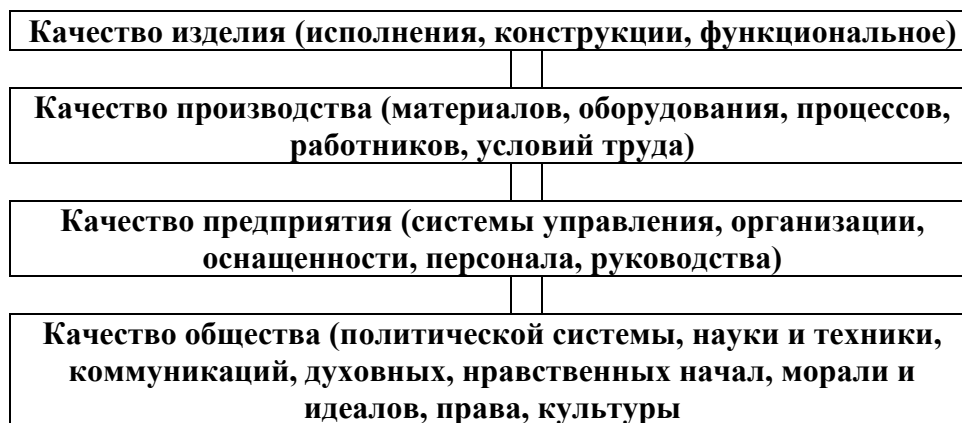 Качество изделия (исполнения, конструкции, функциональное)
Качество производства (материалов, оборудования, процессов,
работников, условий труда)
Качество предприятия (системы управления, организации,
оснащенности, персонала, руководства)
Качество общества (политической системы, науки и техники,
коммуникаций, духовных, нравственных начал, морали и
идеалов, права, культуры